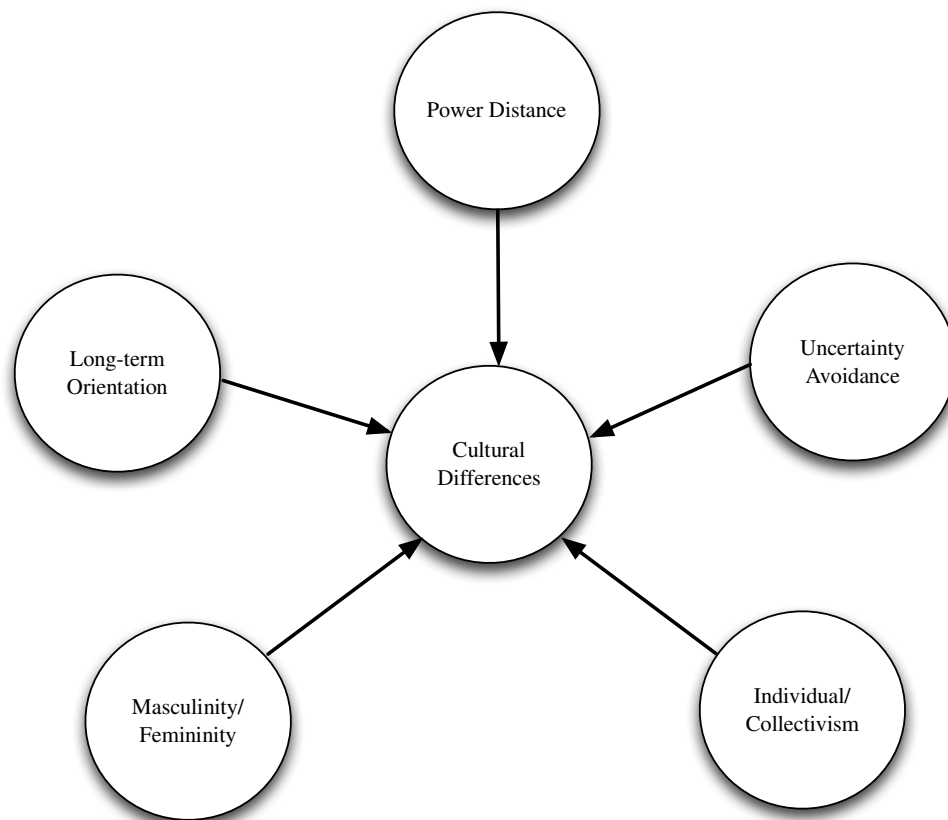 Power Distance
Long-term
Orientation
Uncertainty
Avoidance
Cultural
Differences
Masculinity/
Femininity
Individual/
Collectivism